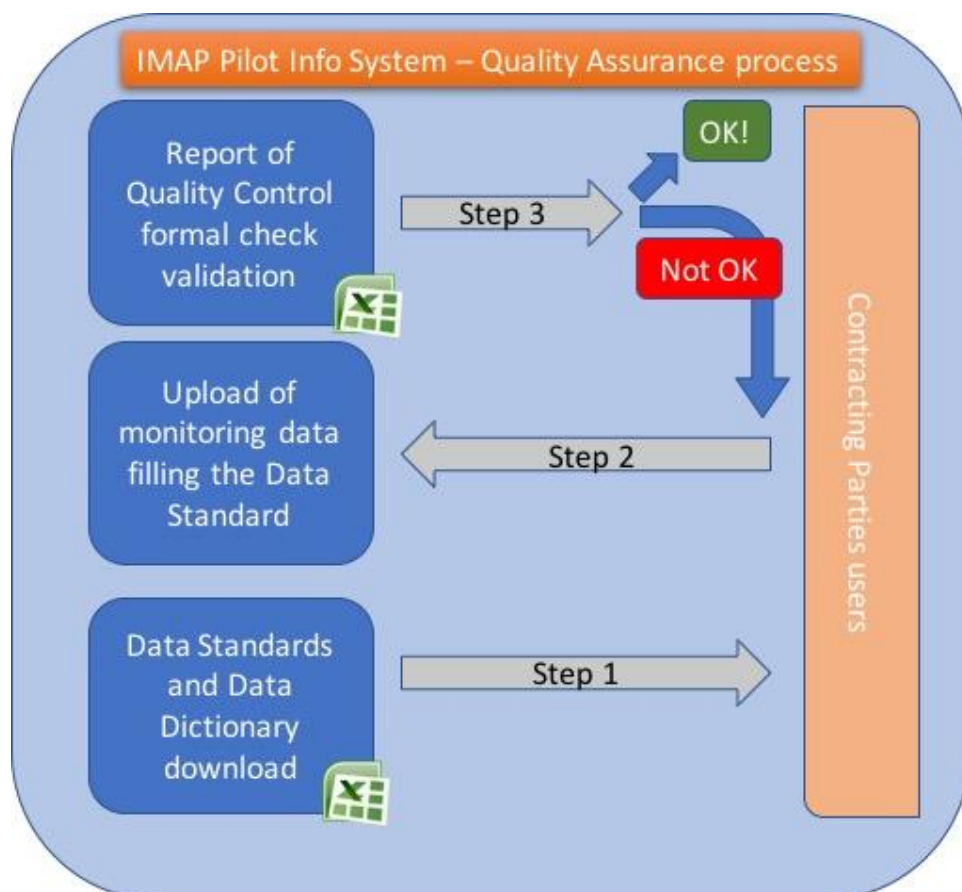 IMAP Pilot Info System – Quality Assurance process
Report of
Quality Control
formal check
validation
Step 3
OK!
Not OK
Upload of
monitoring data
filling the Data
Standard
Step 2
Data Standards
and Data
Dictionary
download
Step 1
Contracting Parties users